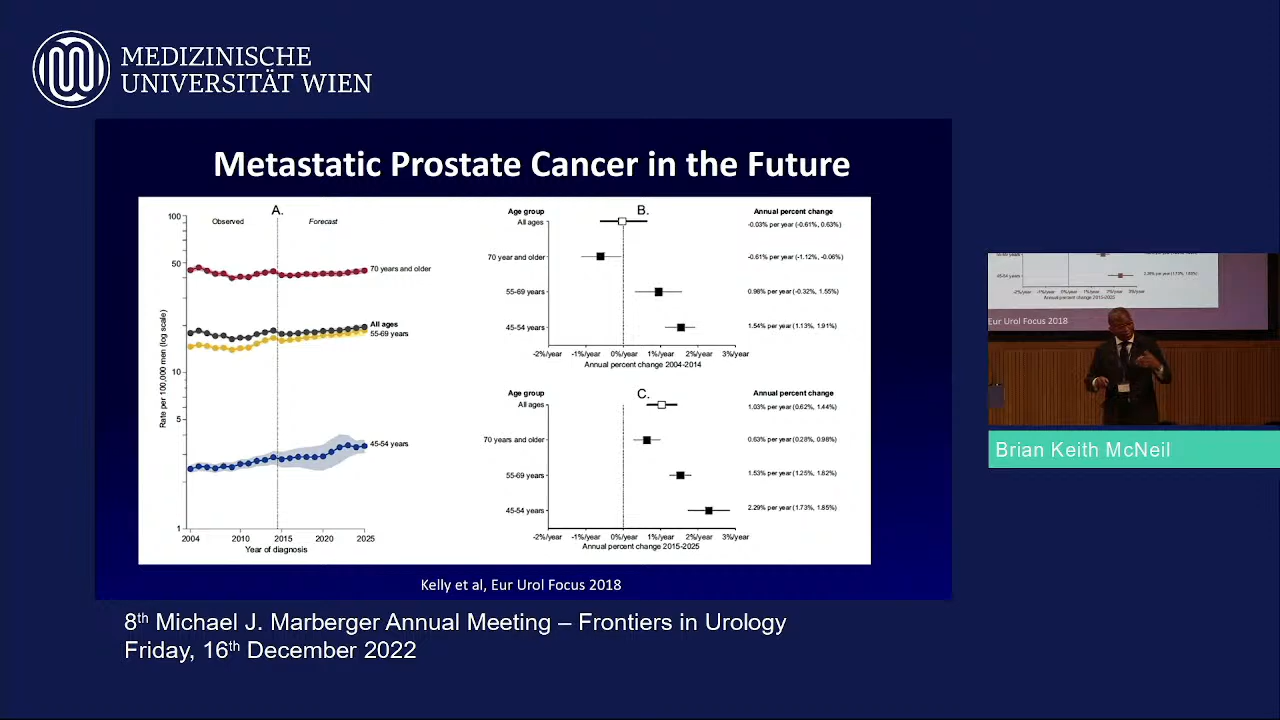 MEDIZINISCHE
UNIVERSITÄT WIEN
Metastatic Prostate Cancer in the Future
A.
Observed
Forecast
100
50
10
5
1
Rate per 100,000 men (log scale)
70 years and older
All ages
55-69 years
45-54 years
2004
2010
2015
2020
2025
Year of diagnosis
B.
Age group
Annual percent change
All ages
-0.03% per year (-0.61%, 0.63%)
70 year and older
-0.61% per year (-1.12%, -0.06%)
55-69 years
0.98% per year (-0.32%, 1.55%)
45-54 years
1.54% per year (1.13%, 1.91%)
-2%/year -1%/year 0%/year 1%/year 2%/year 3%/year
Annual percent change 2004-2014
C.
Age group
Annual percent change
All ages
1.03% per year (0.62%, 1.44%)
70 years and older
0.63% per year (0.28%, 0.98%)
55-69 years
1.53% per year (1.25%, 1.82%)
45-54 years
2.29% per year (1.73%, 1.85%)
-2%/year -1%/year 0%/year 1%/year 2%/year 3%/year
Annual percent change 2015-2025
Kelly et al, Eur Urol Focus 2018
45-54 years
Annual percent change 2015-2025
Eur Urol Focus 2018
Brian Keith McNeil
8th Michael J. Marberger Annual Meeting – Frontiers in Urology
Friday, 16th December 2022